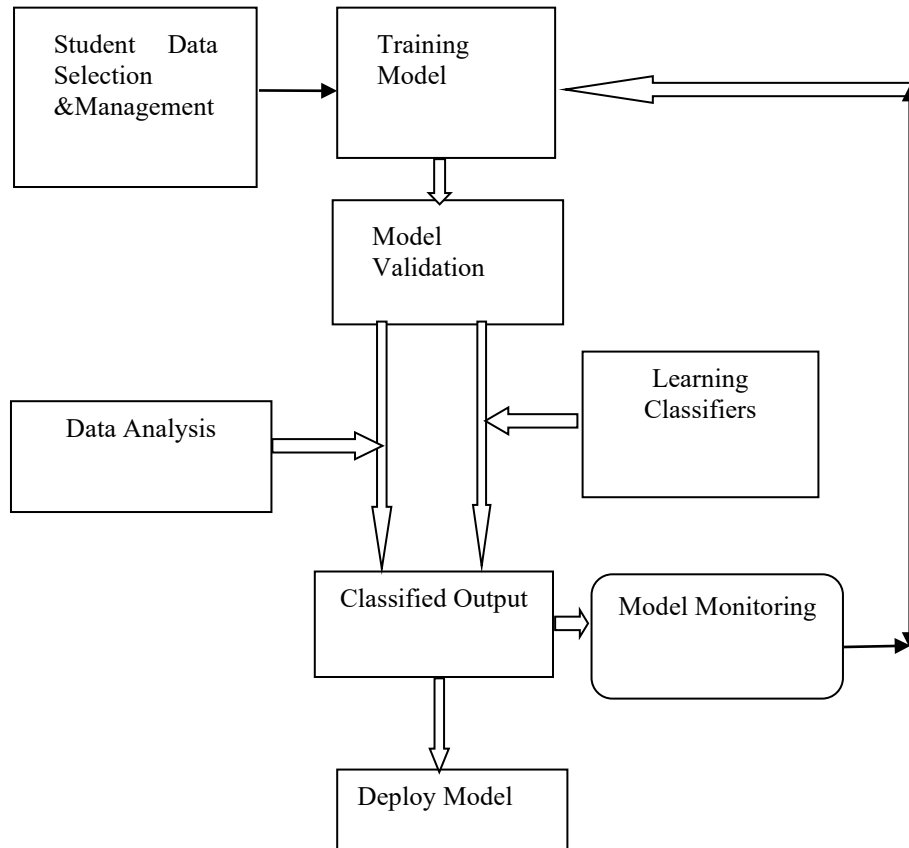 Student Data
Selection
&Management
Training
Model
Model
Validation
Learning
Classifiers
Data Analysis
Classified Output
Model Monitoring
Deploy Model